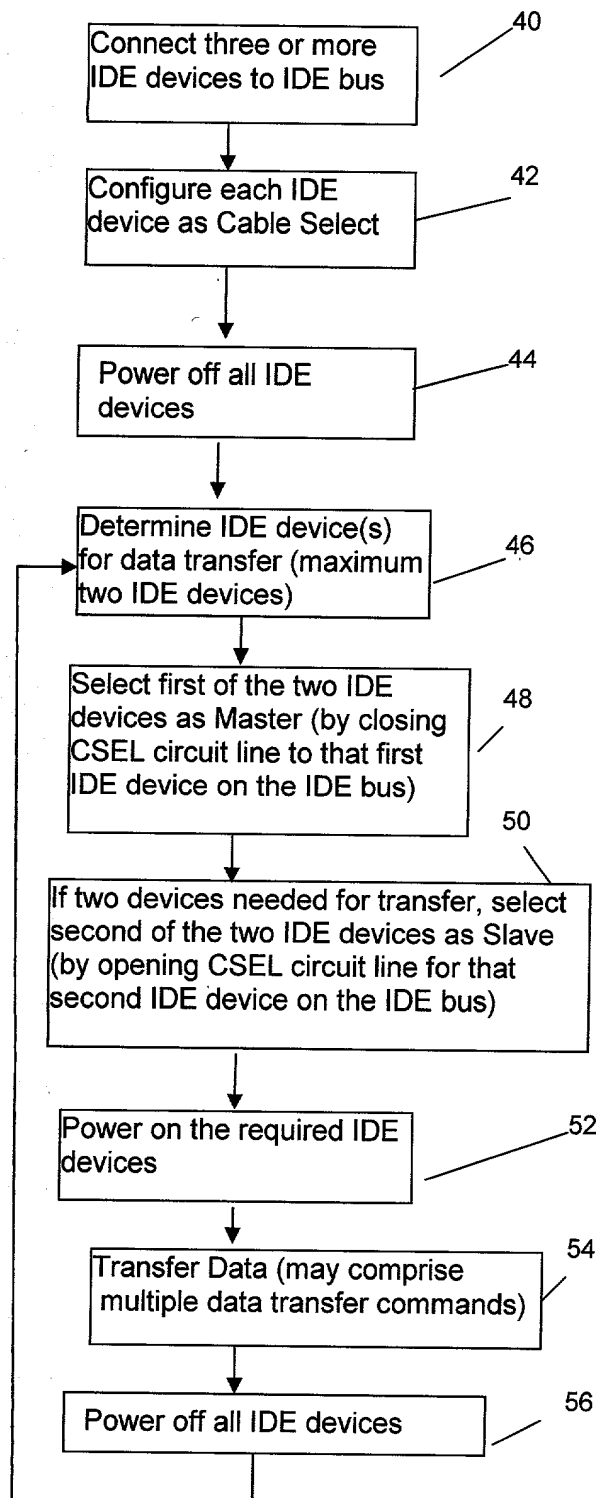 40
Connect three or more
IDE devices to IDE bus
42
Configure each IDE
device as Cable Select
44
Power off all IDE
devices
46
Determine IDE device(s)
for data transfer (maximum
two IDE devices)
48
Select first of the two IDE
devices as Master (by closing
CSEL circuit line to that first
IDE device on the IDE bus)
50
If two devices needed for transfer, select
second of the two IDE devices as Slave
(by opening CSEL circuit line for that
second IDE device on the IDE bus)
52
Power on the required IDE
devices
54
Transfer Data (may comprise
multiple data transfer commands)
56
Power off all IDE devices